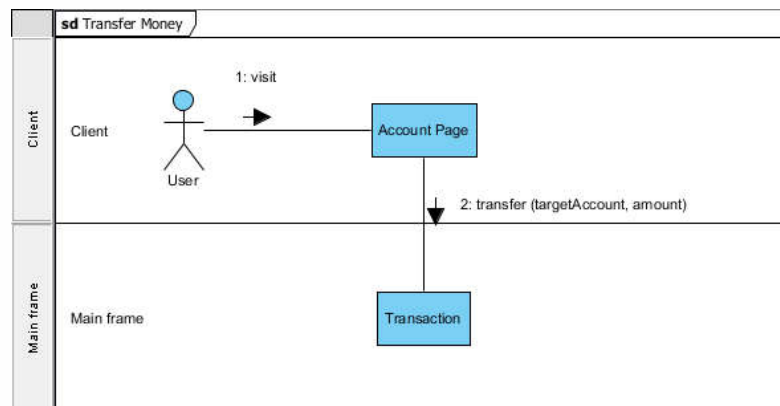 sd Transfer Money
1: visit
Client
Client
Account Page
User
2: transfer (targetAccount, amount)
Main frame
Main frame
Transaction